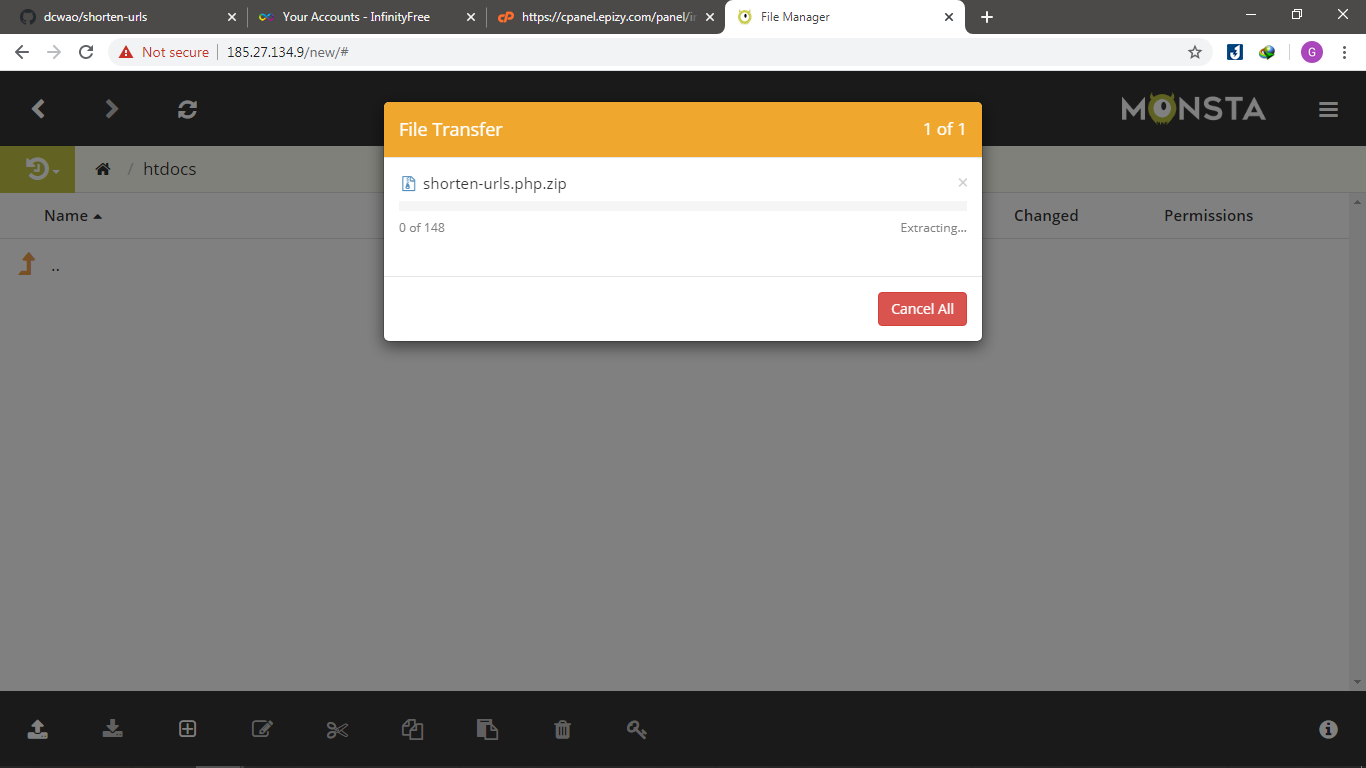 dcwao/shorten-urls
Your Accounts - InfinityFree
https://cpanel.epizy.com/panel/
File Manager
Not secure
185.27.134.9/new/#
G
MONSTA
File Transfer
1 of 1
htdocs
shorten-urls.php.zip
0 of 148
Extracting...
Name
Changed
Permissions
..
Cancel All